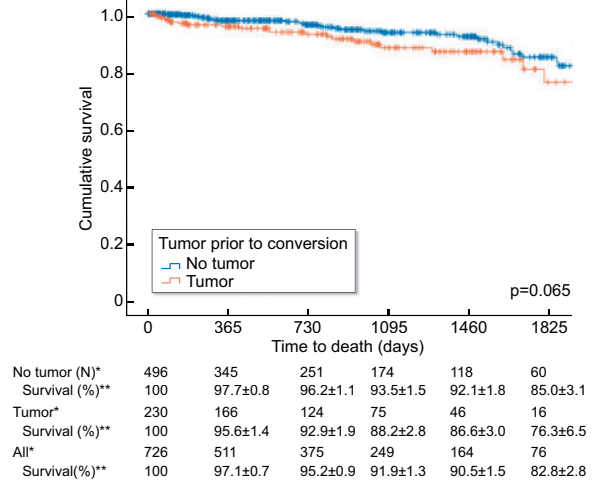 1.0
0.8
0.6
0.4
0.2
0
Cumulative survival
Tumor prior to conversion
No tumor
Tumor
p=0.065
0 365 730 1095 1460 1825
Time to death (days)
No tumor (N)* 496 345 251 174 118 60
Survival (%)** 100 97.7±0.8 96.2±1.1 93.5±1.5 92.1±1.8 85.0±3.1
Tumor* 230 166 124 75 46 16
Survival (%)** 100 95.6±1.4 92.9±1.9 88.2±2.8 86.6±3.0 76.3±6.5
All* 726 511 375 249 164 76
Survival(%)** 100 97.1±0.7 95.2±0.9 91.9±1.3 90.5±1.5 82.8±2.8